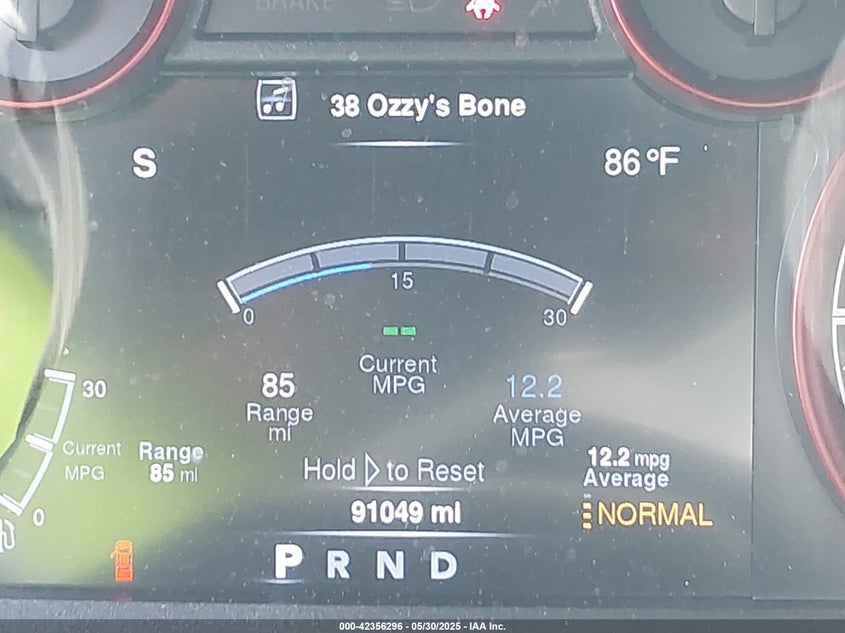 BRAKE
38 Ozzy's Bone
S
86°F
15
0
30
Current
MPG
85
Range
mi
12.2
Average
MPG
30
Current
MPG
0
Range
85 mi
Hold ▷ to Reset
12.2 mpg
Average
91049 mi
NORMAL
P R N D
000-42356296 - 05/30/2025 - IAA Inc.